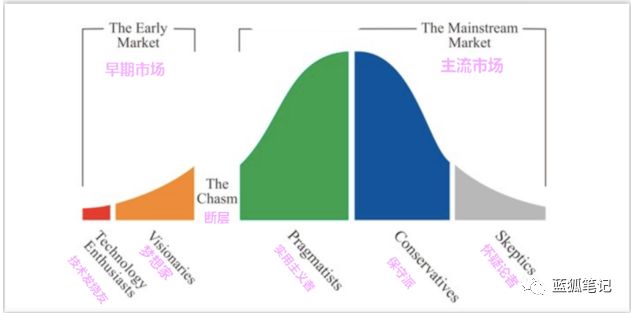 The Early
Market
早期市场
The Mainstream
Market
主流市场
The
Chasm
断层
Technology
Enthusiasts
技术发烧友
Visionaries
梦想家
Pragmatists
实用主义者
Conservatives
保守派
Skeptics
怀疑论者
蓝狐笔记